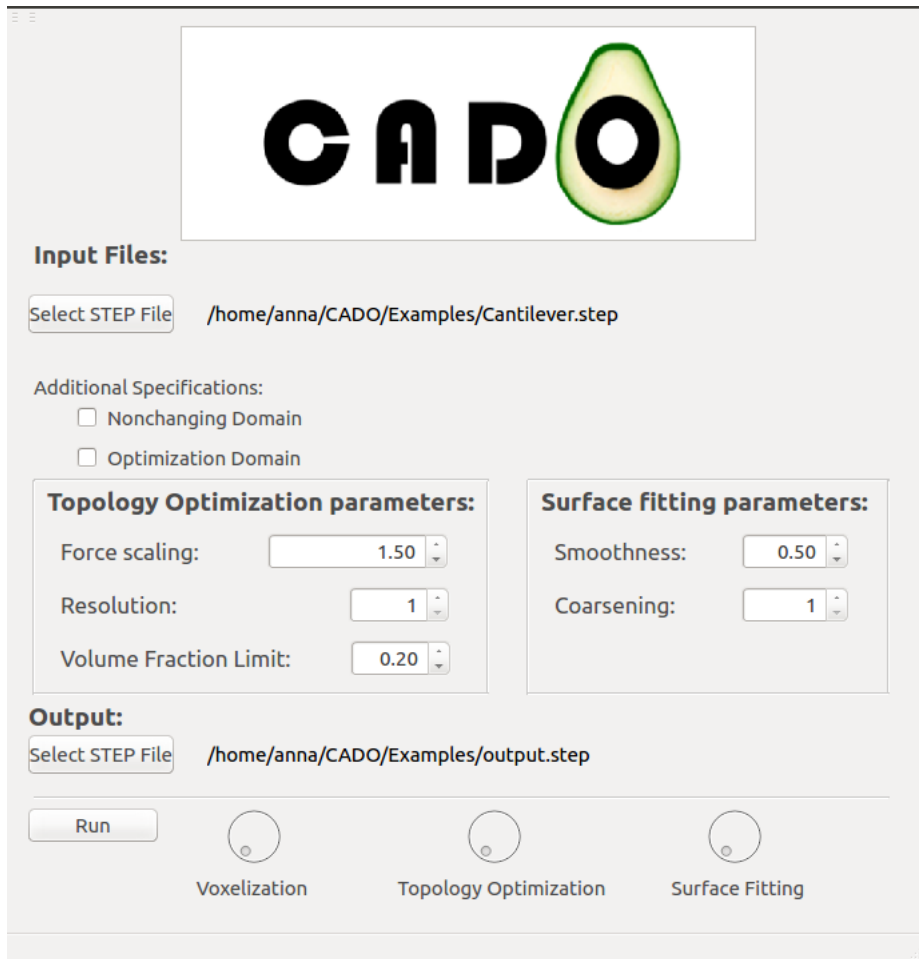 CADO
Input Files:
Select STEP File /home/anna/CADO/Examples/Cantilever.step
Additional Specifications:
Nonchanging Domain
Optimization Domain
Topology Optimization parameters:
Force scaling: 1.50
Resolution: 1
Volume Fraction Limit: 0.20
Surface fitting parameters:
Smoothness: 0.50
Coarsening: 1
Output:
Select STEP File /home/anna/CADO/Examples/output.step
Run
Voxelization
Topology Optimization
Surface Fitting